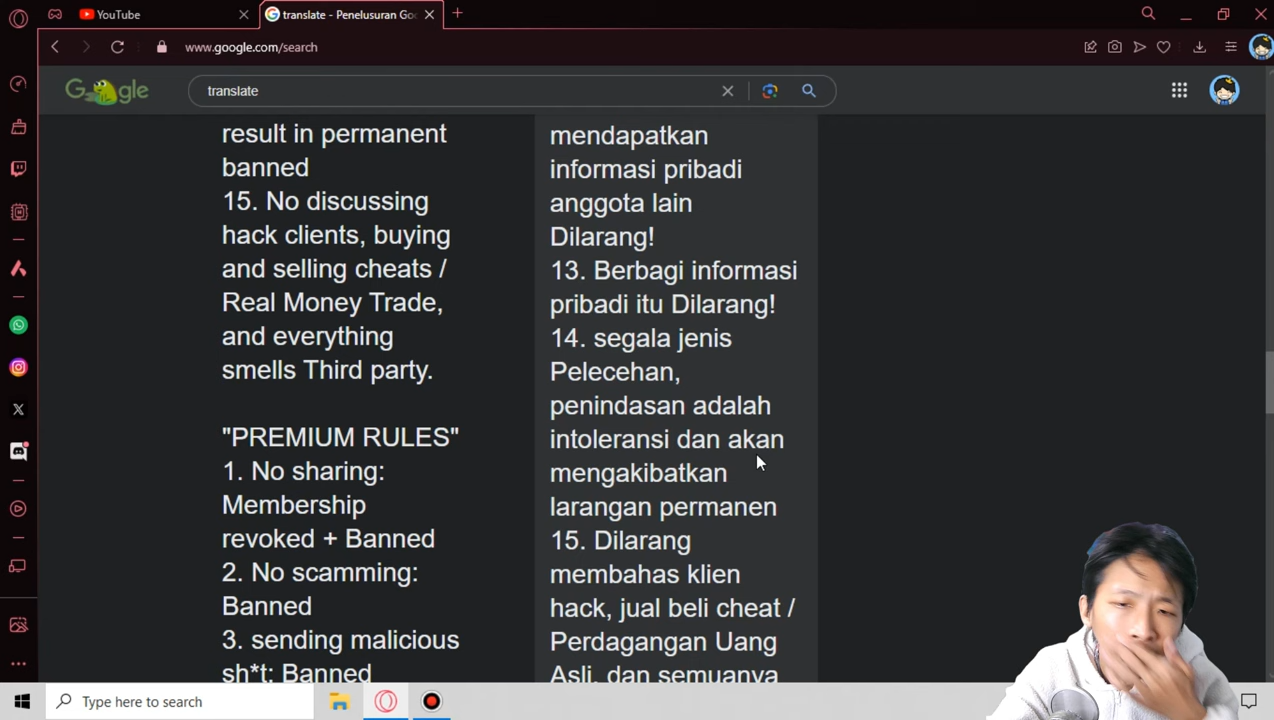 YouTube
translate - Penelusuran Goo
www.google.com/search
Google
translate
result in permanent
banned
15. No discussing
hack clients, buying
and selling cheats /
Real Money Trade,
and everything
smells Third party.
"PREMIUM RULES"
1. No sharing:
Membership
revoked + Banned
2. No scamming:
Banned
3. sending malicious
sh*t: Banned
mendapatkan
informasi pribadi
anggota lain
Dilarang!
13. Berbagi informasi
pribadi itu Dilarang!
14. segala jenis
Pelecehan,
penindasan adalah
intoleransi dan akan
mengakibatkan
larangan permanen
15. Dilarang
membahas klien
hack, jual beli cheat /
Perdagangan Uang
Asli, dan semuanya
Type here to search